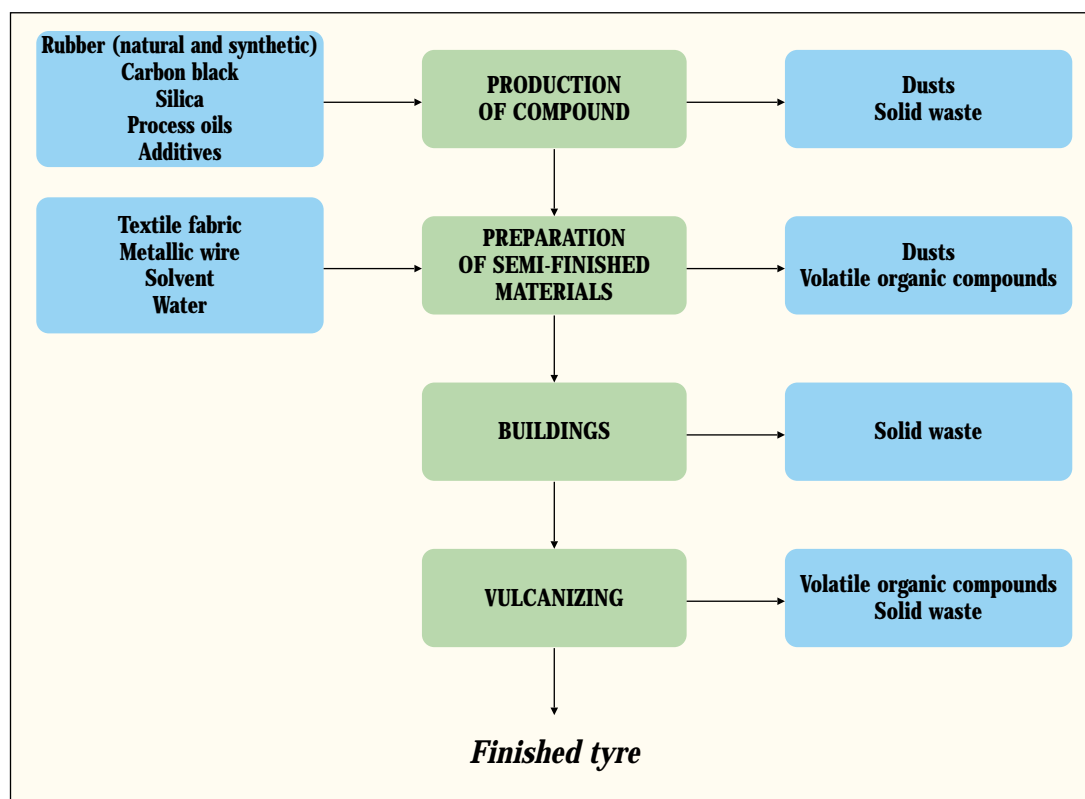 Rubber (natural and synthetic)
Carbon black
Silica
Process oils
Additives
PRODUCTION
OF COMPOUND
Dusts
Solid waste
Textile fabric
Metallic wire
Solvent
Water
PREPARATION
OF SEMI-FINISHED
MATERIALS
Dusts
Volatile organic compounds
BUILDINGS
Solid waste
VULCANIZING
Volatile organic compounds
Solid waste
Finished tyre